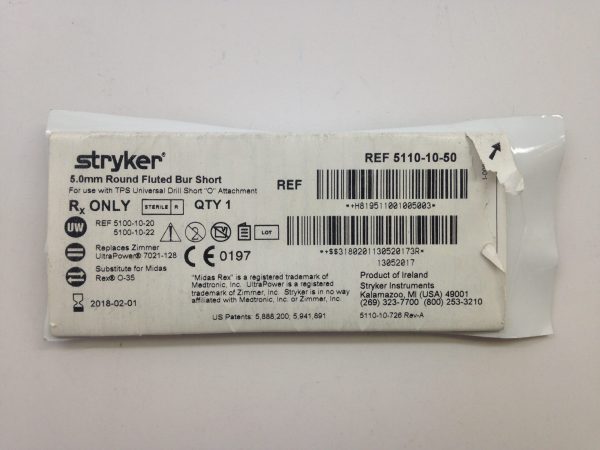 stryker®
REF 5110-10-50
5.0mm Round Fluted Bur Short
For use with TPS Universal Drill Short "O" Attachment
REF
*+H819511001005003*
Rx ONLY STERILE R QTY 1
UW REF 5100-10-20
5100-10-22
LOT
*+$$3180201130520173R*
13052017
Replaces Zimmer
UltraPower® 7021-128
CE 0197
Substitute for Midas
Rex® O-35
"Midas Rex" is a registered trademark of
Medtronic, Inc. UltraPower is a registered
trademark of Zimmer, Inc. Stryker is in no way
affiliated with Medtronic, Inc. or Zimmer, Inc.
Product of Ireland
Stryker Instruments
Kalamazoo, MI (USA) 49001
(269) 323-7700 (800) 253-3210
2018-02-01
US Patents: 5,888,200; 5,941,891
5110-10-726 Rev-A